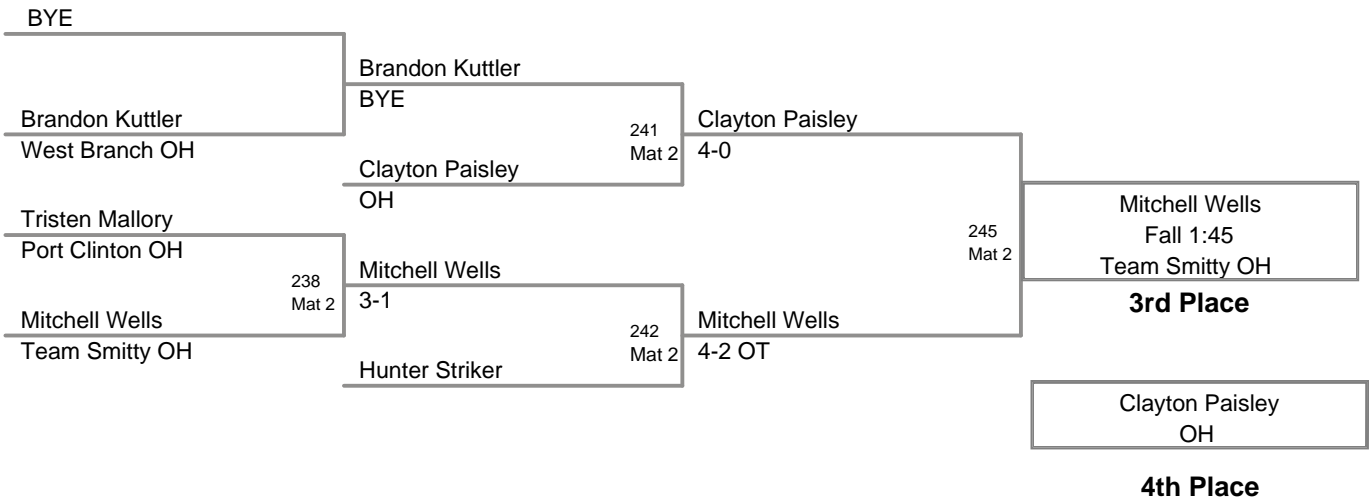 BYE
Brandon Kuttler
BYE
Brandon Kuttler
West Branch OH
241
Mat 2
Clayton Paisley
4-0
Clayton Paisley
OH
Tristen Mallory
Port Clinton OH
238
Mat 2
Mitchell Wells
3-1
Mitchell Wells
Team Smitty OH
242
Mat 2
Mitchell Wells
4-2 OT
Hunter Striker
245
Mat 2
Mitchell Wells
Fall 1:45
Team Smitty OH
3rd Place
Clayton Paisley
OH
4th Place